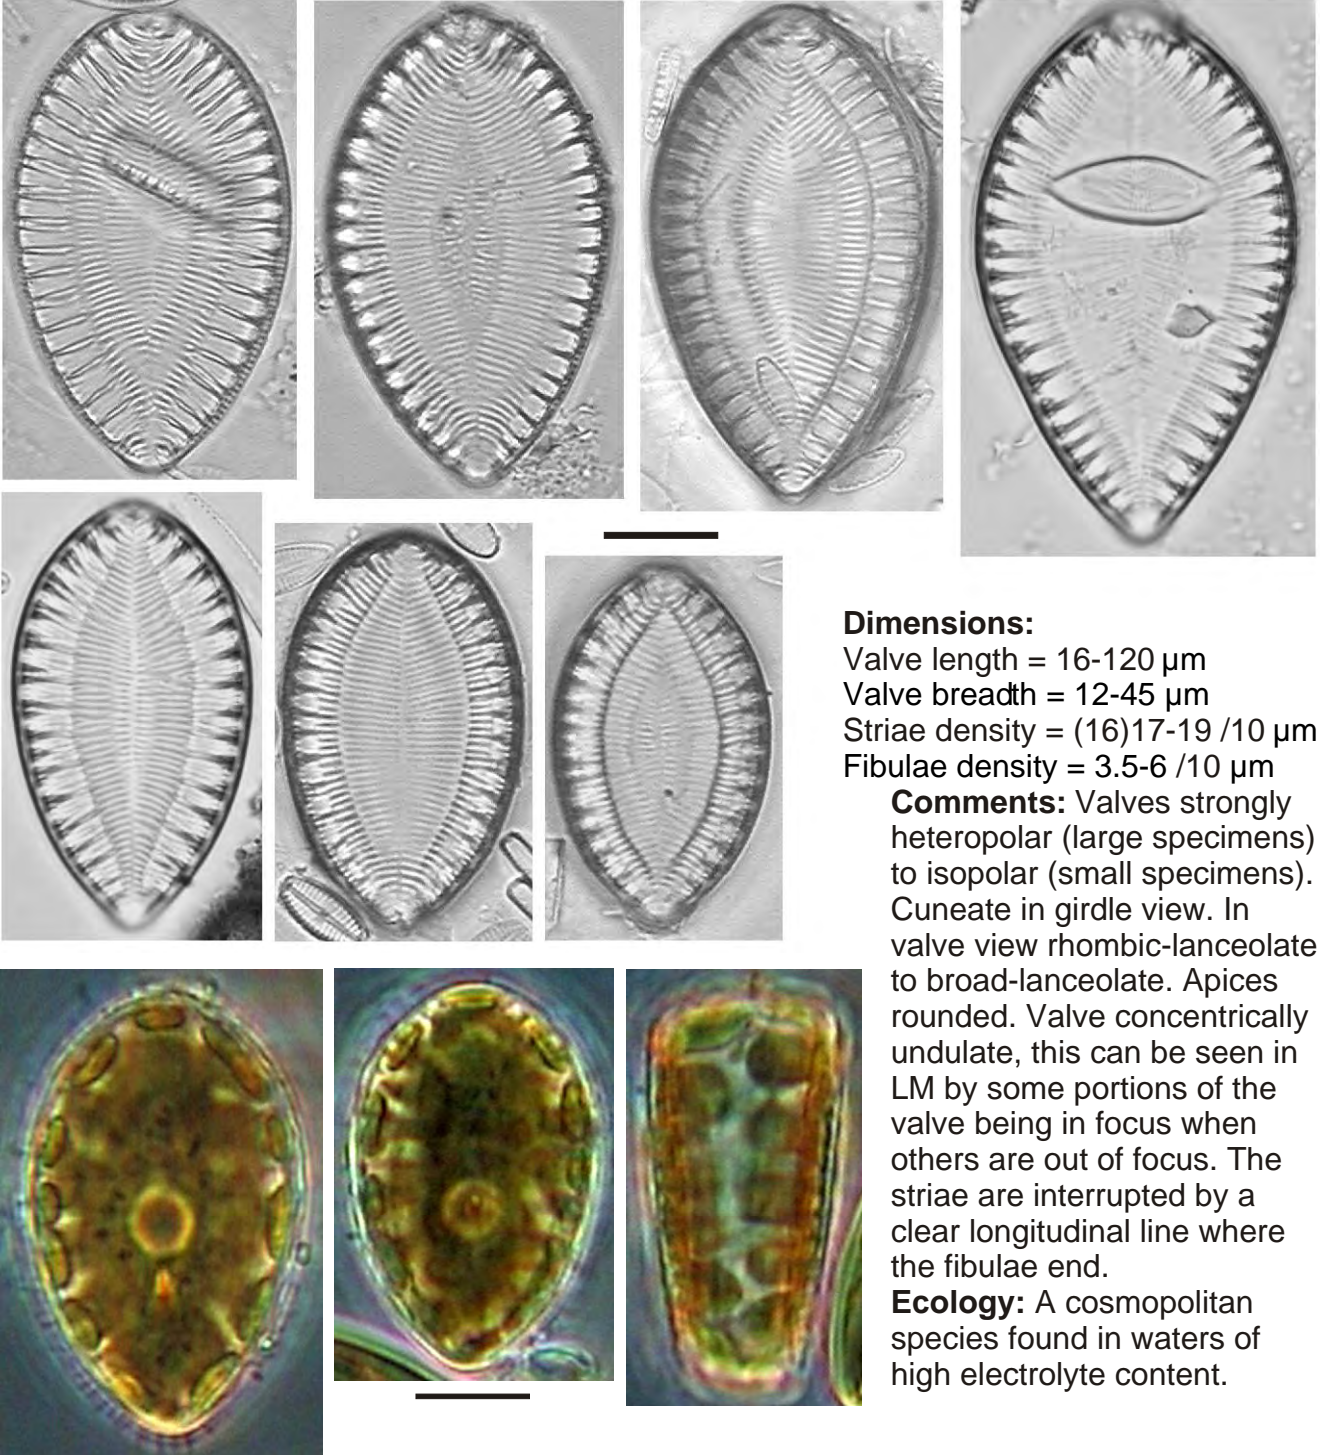 Dimensions:
Valve length = 16-120 µm
Valve breadth = 12-45 µm
Striae density = (16)17-19 /10 µm
Fibulae density = 3.5-6 /10 µm
Comments: Valves strongly
heteropolar (large specimens)
to isopolar (small specimens).
Cuneate in girdle view. In
valve view rhombic-lanceolate
to broad-lanceolate. Apices
rounded. Valve concentrically
undulate, this can be seen in
LM by some portions of the
valve being in focus when
others are out of focus. The
striae are interrupted by a
clear longitudinal line where
the fibulae end.
Ecology: A cosmopolitan
species found in waters of
high electrolyte content.